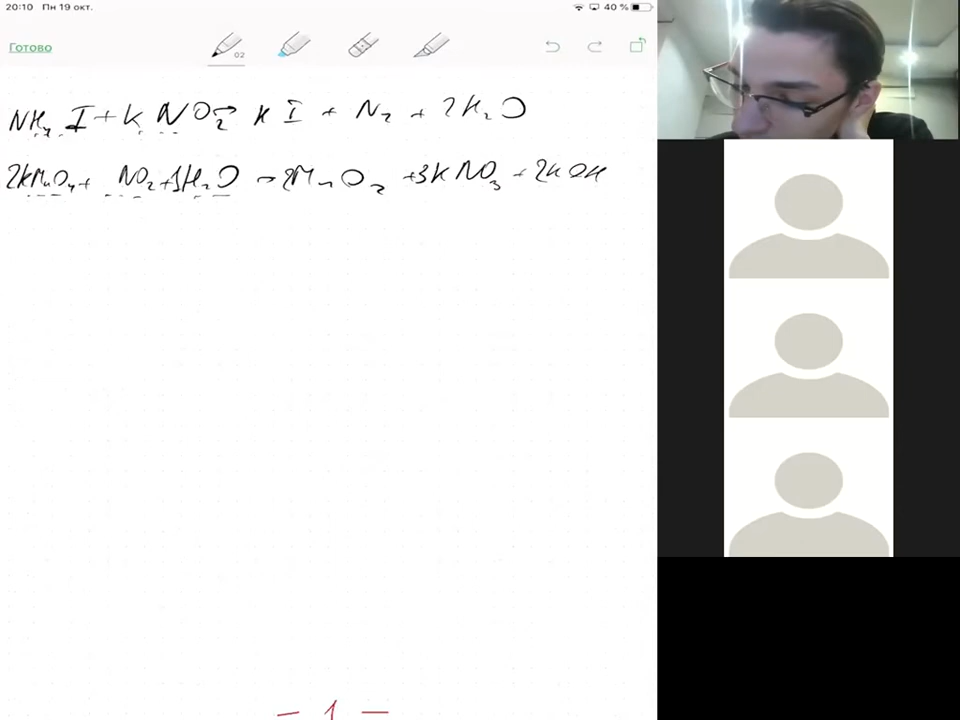 20:10 Пн 19 окт.
40 %
Готово
02
NH₄I + KNO₂ → KI + N₂ + 2H₂O
2KMnO₄ + NO₂ + H₂O → 2MnO₂ + 3KNO₃ + 2KOH
- 1 -